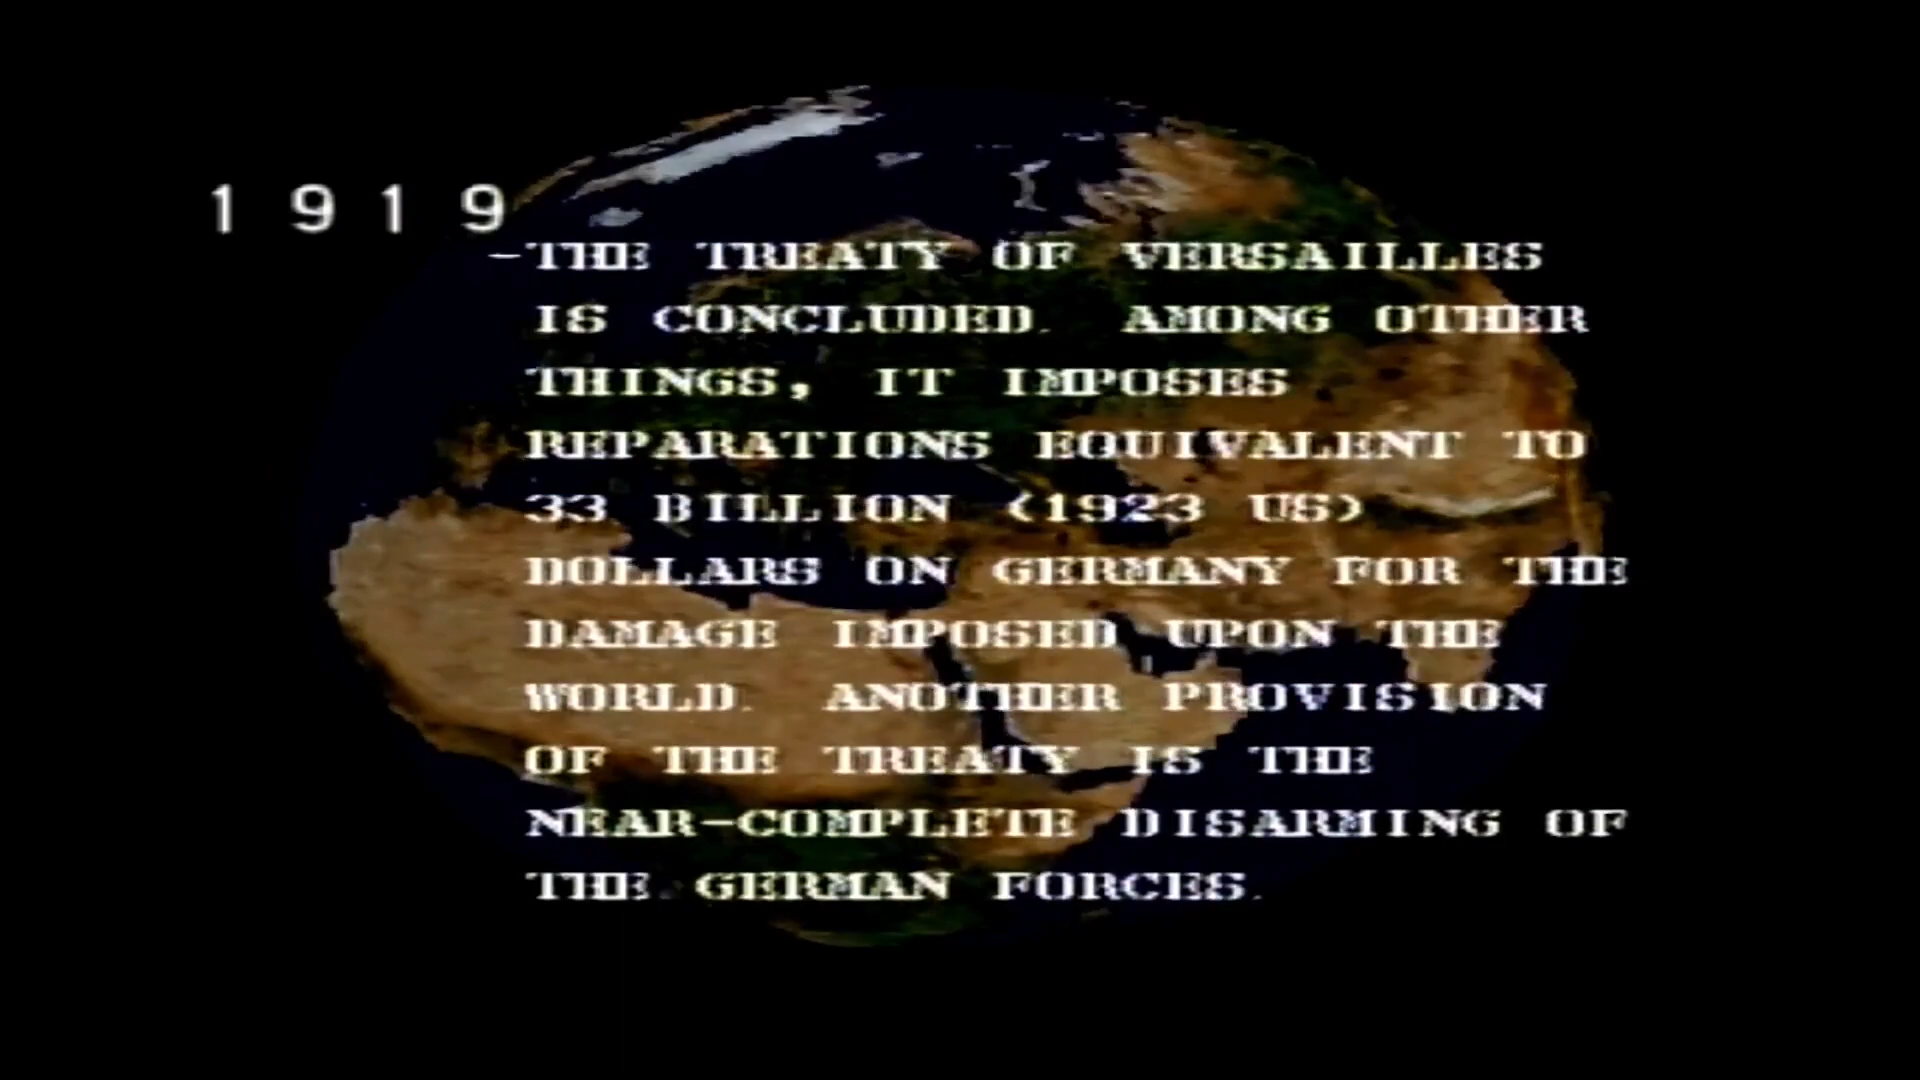 1919
-THE TREATY OF VERSAILLES
IS CONCLUDED. AMONG OTHER
THINGS, IT IMPOSES
REPARATIONS EQUIVALENT TO
33 BILLION (1923 US)
DOLLARS ON GERMANY FOR THE
DAMAGE IMPOSED UPON THE
WORLD. ANOTHER PROVISION
OF THE TREATY IS THE
NEAR-COMPLETE DISARMING OF
THE GERMAN FORCES.